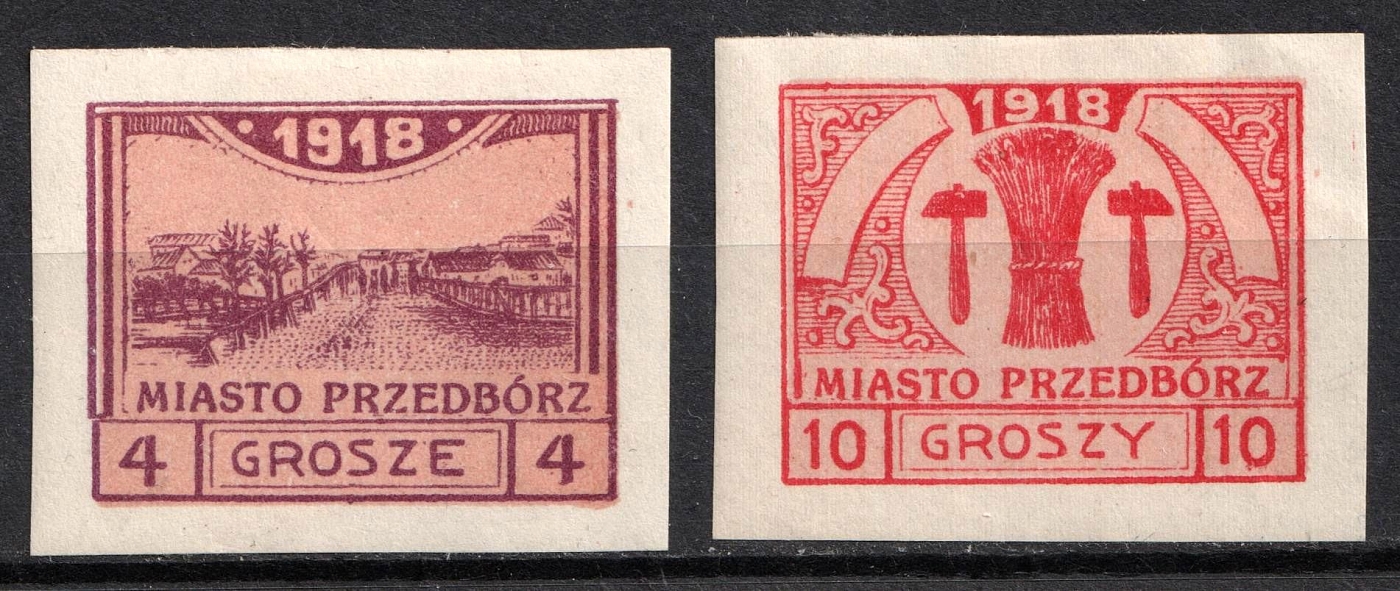 1918
MIASTO PRZEDBÓRZ
4 GROSZE 4
1918
MIASTO PRZEDBÓRZ
10 GROSZY 10